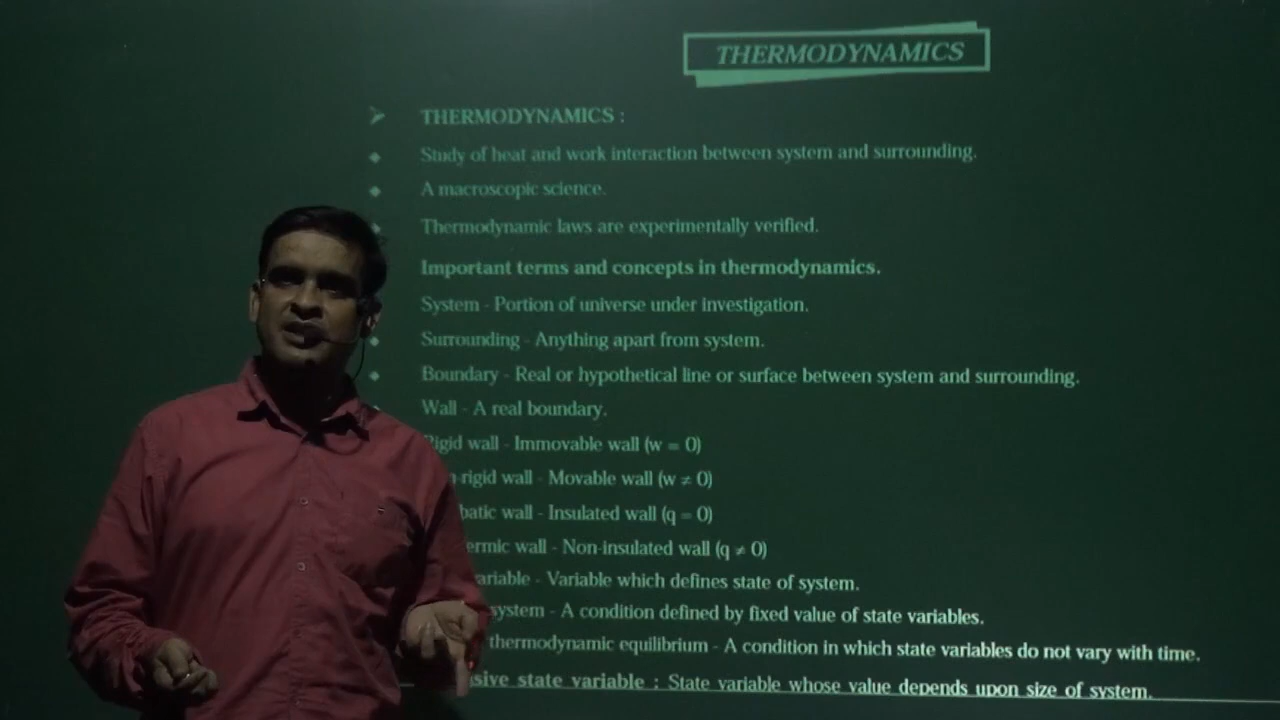 THERMODYNAMICS
THERMODYNAMICS :
Study of heat and work interaction between system and surrounding.
A macroscopic science.
Thermodynamic laws are experimentally verified.
Important terms and concepts in thermodynamics.
System - Portion of universe under investigation.
Surrounding - Anything apart from system.
Boundary - Real or hypothetical line or surface between system and surrounding.
Wall - A real boundary.
Rigid wall - Immovable wall (w = 0)
-rigid wall - Movable wall (w ≠ 0)
batic wall - Insulated wall (q = 0)
ermic wall - Non-insulated wall (q ≠ 0)
ariable - Variable which defines state of system.
system - A condition defined by fixed value of state variables.
thermodynamic equilibrium - A condition in which state variables do not vary with time.
sive state variable : State variable whose value depends upon size of system.